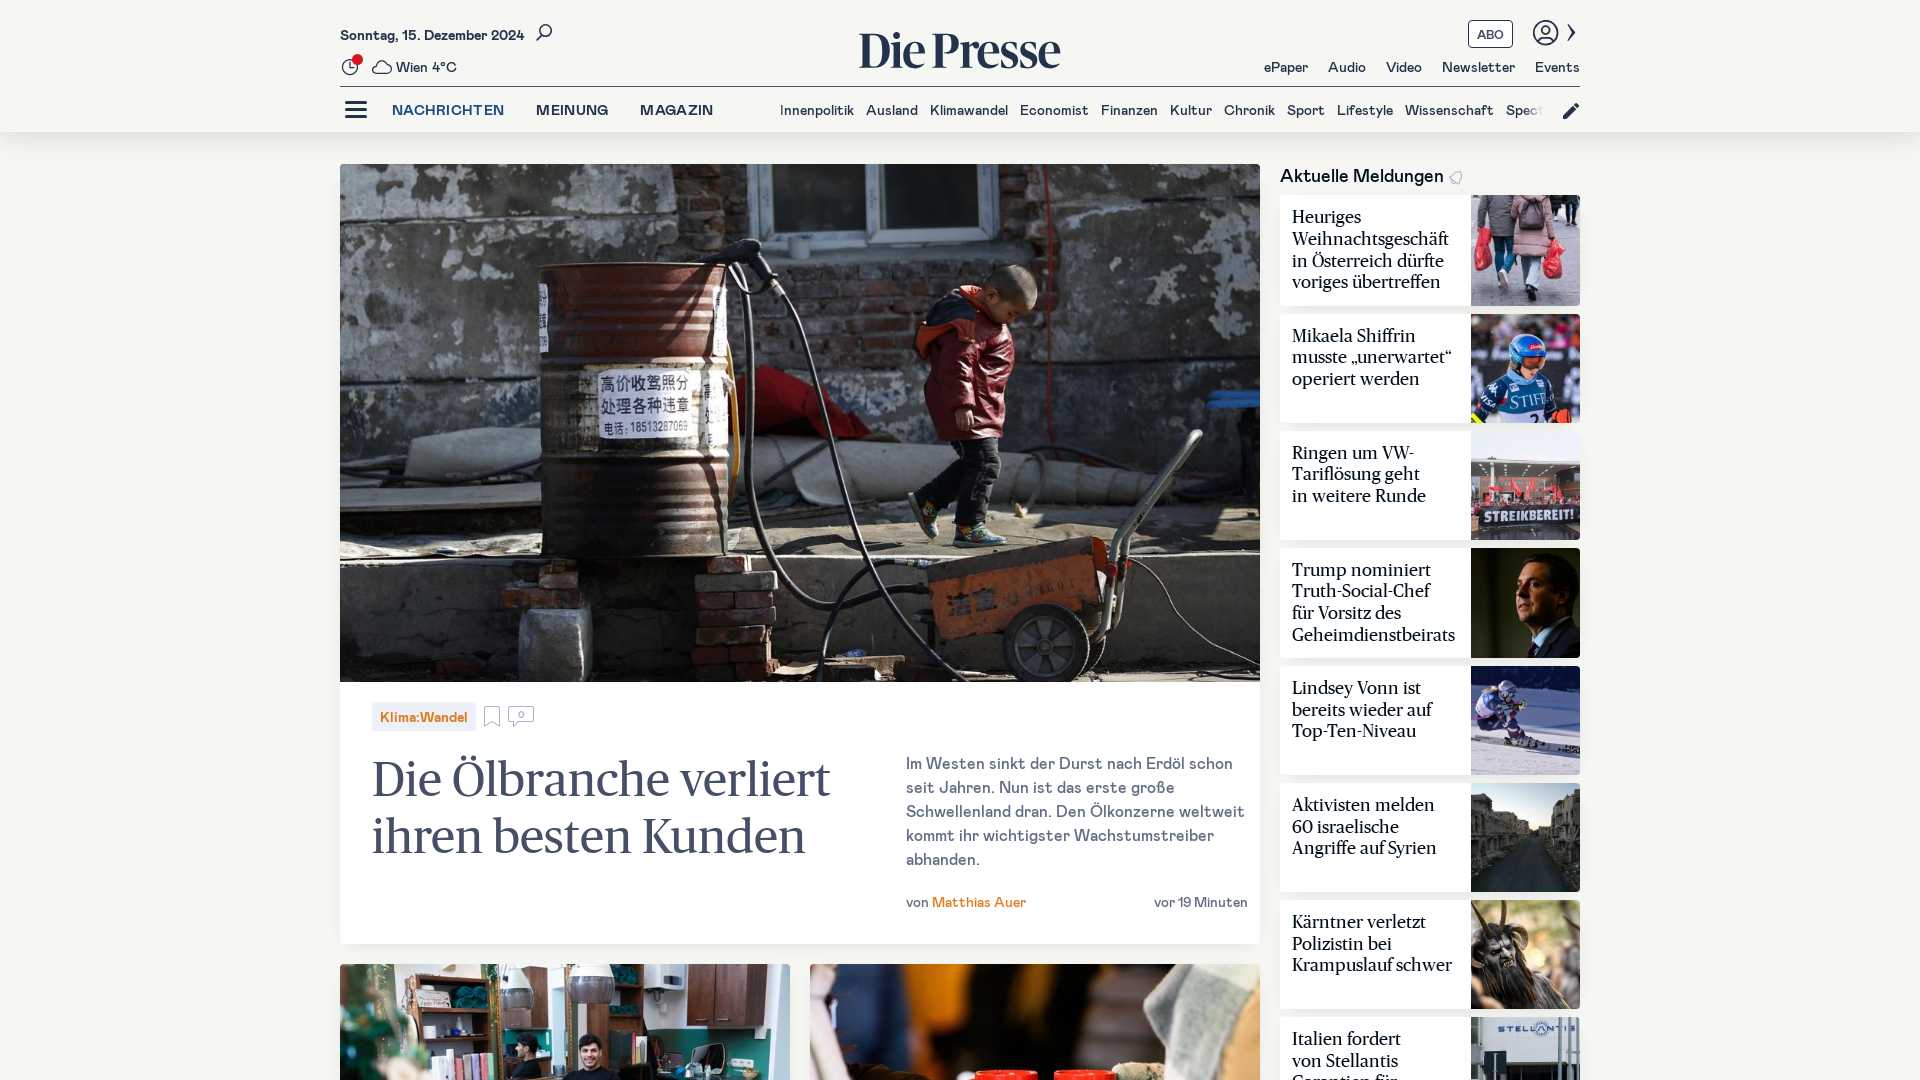 Sonntag, 15. Dezember 2024
Wien 4°C
Die Presse
ABO
ePaper Audio Video Newsletter Events
NACHRICHTEN MEINUNG MAGAZIN
Innenpolitik Ausland Klimawandel Economist Finanzen Kultur Chronik Sport Lifestyle Wissenschaft Spect
高价收驾照分
处理各种违章
电话:18513287069
Klima:Wandel
0
Die Ölbranche verliert
ihren besten Kunden
Im Westen sinkt der Durst nach Erdöl schon
seit Jahren. Nun ist das erste große
Schwellenland dran. Den Ölkonzerne weltweit
kommt ihr wichtigster Wachstumstreiber
abhanden.
von Matthias Auer
vor 19 Minuten
Aktuelle Meldungen
Heuriges
Weihnachtsgeschäft
in Österreich dürfte
voriges übertreffen
Mikaela Shiffrin
musste „unerwartet“
operiert werden
STIFE
2
Ringen um VW-
Tariflösung geht
in weitere Runde
STREIKBEREIT!
Trump nominiert
Truth-Social-Chef
für Vorsitz des
Geheimdienstbeirats
Lindsey Vonn ist
bereits wieder auf
Top-Ten-Niveau
Aktivisten melden
60 israelische
Angriffe auf Syrien
Kärntner verletzt
Polizistin bei
Krampuslauf schwer
Italien fordert
von Stellantis
Garantien für
STELLANTIS